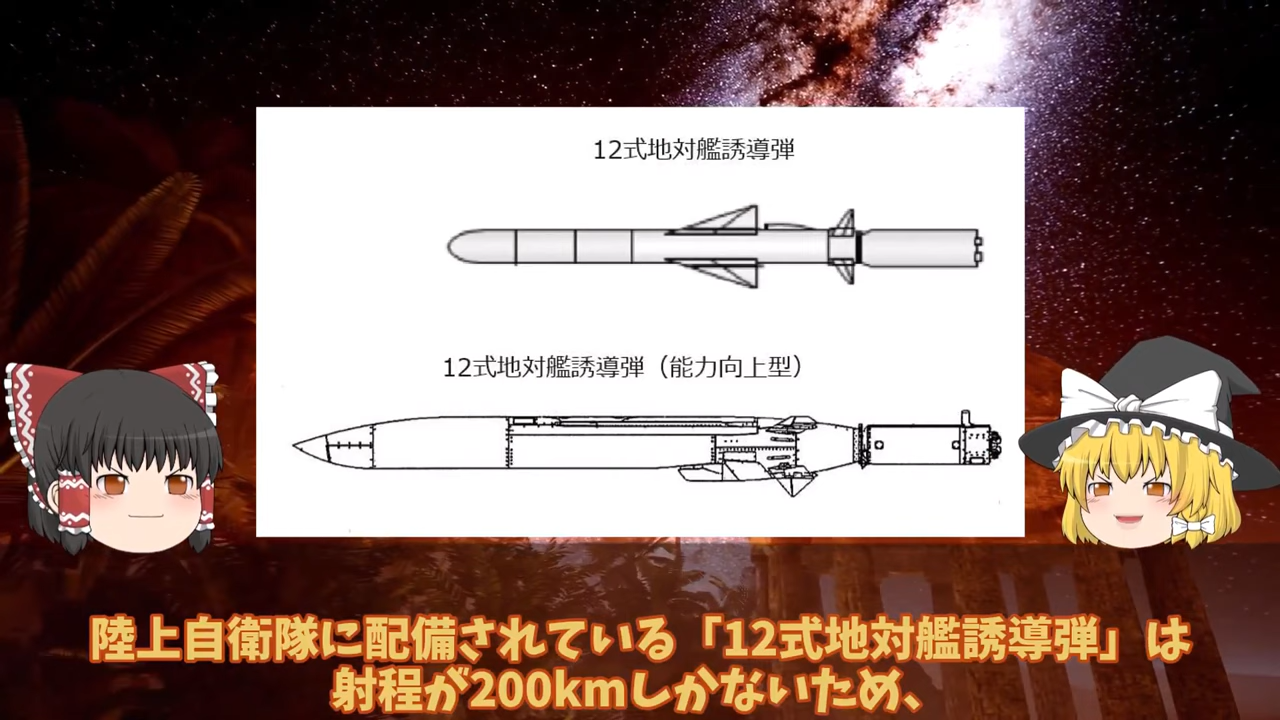 12式地対艦誘導弾
12式地対艦誘導弾（能力向上型）
陸上自衛隊に配備されている「12式地対艦誘導弾」は
射程が200kmしかないため、